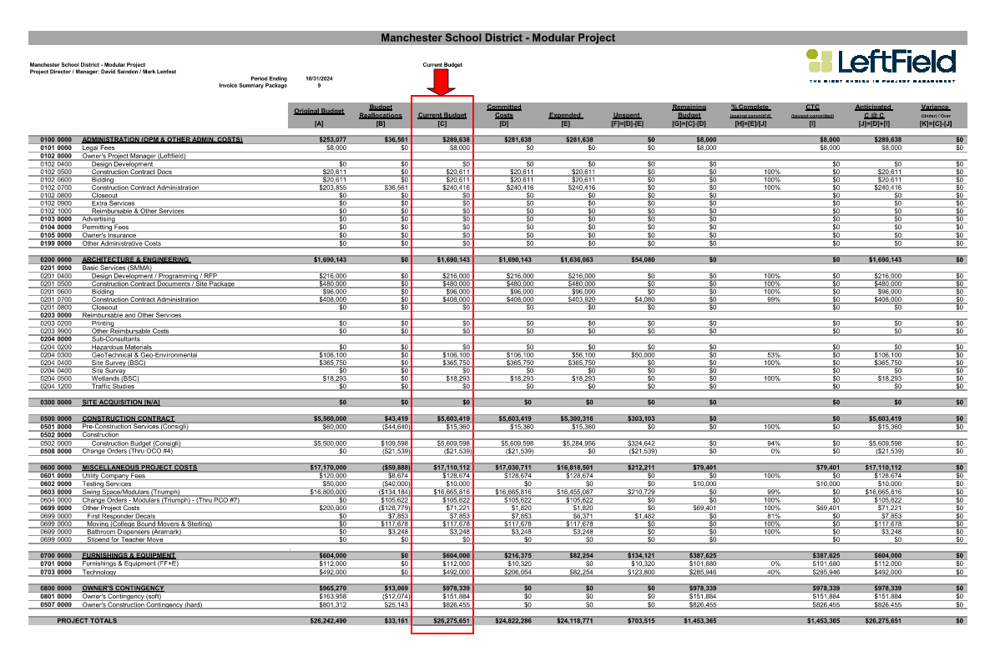 Manchester School District - Modular Project
LeftField
THE RIGHT CHOICE IN PROJECT MANAGEMENT
Manchester School District - Modular Project
Project Director / Manager: David Saindon / Mark Lenfest
Current Budget
Period Ending 10/31/2024
Invoice Summary Package 9
Original Budget Budget Reallocations Current Budget Committed Costs Expended Unspent Remaining Budget % Complete (against commit'd) CTC (beyond committed) Anticipated C @ C Variance (Under) / Over
[A] [B] [C] [D] [E] [F]=[D]-[E] [G]=[C]-[D] [H]=[E]/[J] [I] [J]=[D]+[I] [K]=[C]-[J]
0100 0000 ADMINISTRATION (OPM & OTHER ADMIN. COSTS) $253,077 $36,561 $289,638 $281,638 $281,638 $0 $8,000 $8,000 $289,638 $0
0101 0000 Legal Fees $8,000 $0 $8,000 $0 $0 $0 $8,000 $8,000 $8,000 $0
0102 0000 Owner's Project Manager (Leftfield)
0102 0400 Design Development $0 $0 $0 $0 $0 $0 $0 $0 $0 $0
0102 0500 Construction Contract Docs $20,611 $0 $20,611 $20,611 $20,611 $0 $0 100% $0 $20,611 $0
0102 0600 Bidding $20,611 $0 $20,611 $20,611 $20,611 $0 $0 100% $0 $20,611 $0
0102 0700 Construction Contract Administration $203,855 $36,561 $240,416 $240,416 $240,416 $0 $0 100% $0 $240,416 $0
0102 0800 Closeout $0 $0 $0 $0 $0 $0 $0 $0 $0 $0
0102 0900 Extra Services $0 $0 $0 $0 $0 $0 $0 $0 $0 $0
0102 1000 Reimbursable & Other Services $0 $0 $0 $0 $0 $0 $0 $0 $0 $0
0103 0000 Advertising $0 $0 $0 $0 $0 $0 $0 $0 $0 $0
0104 0000 Permitting Fees $0 $0 $0 $0 $0 $0 $0 $0 $0 $0
0105 0000 Owner's Insurance $0 $0 $0 $0 $0 $0 $0 $0 $0 $0
0199 0000 Other Administrative Costs $0 $0 $0 $0 $0 $0 $0 $0 $0 $0
0200 0000 ARCHITECTURE & ENGINEERING $1,690,143 $0 $1,690,143 $1,690,143 $1,636,063 $54,080 $0 $0 $1,690,143 $0
0201 0000 Basic Services (SMMA)
0201 0400 Design Development / Programming / RFP $216,000 $0 $216,000 $216,000 $216,000 $0 $0 100% $0 $216,000 $0
0201 0500 Construction Contract Documents / Site Package $480,000 $0 $480,000 $480,000 $480,000 $0 $0 100% $0 $480,000 $0
0201 0600 Bidding $96,000 $0 $96,000 $96,000 $96,000 $0 $0 100% $0 $96,000 $0
0201 0700 Construction Contract Administration $408,000 $0 $408,000 $408,000 $403,920 $4,080 $0 99% $0 $408,000 $0
0201 0800 Closeout $0 $0 $0 $0 $0 $0 $0 $0 $0 $0
0203 0000 Reimbursable and Other Services
0203 0200 Printing $0 $0 $0 $0 $0 $0 $0 $0 $0 $0
0203 9900 Other Reimbursable Costs $0 $0 $0 $0 $0 $0 $0 $0 $0 $0
0204 0000 Sub-Consultants
0204 0200 Hazardous Materials $0 $0 $0 $0 $0 $0 $0 $0 $0 $0
0204 0300 GeoTechnical & Geo-Environmental $106,100 $0 $106,100 $106,100 $56,100 $50,000 $0 53% $0 $106,100 $0
0204 0400 Site Survey (BSC) $365,750 $0 $365,750 $365,750 $365,750 $0 $0 100% $0 $365,750 $0
0204 0400 Site Survey $0 $0 $0 $0 $0 $0 $0 $0 $0 $0
0204 0500 Wetlands (BSC) $18,293 $0 $18,293 $18,293 $18,293 $0 $0 100% $0 $18,293 $0
0204 1200 Traffic Studies $0 $0 $0 $0 $0 $0 $0 $0 $0 $0
0300 0000 SITE ACQUISITION [N/A] $0 $0 $0 $0 $0 $0 $0 $0 $0 $0
0500 0000 CONSTRUCTION CONTRACT $5,560,000 $43,419 $5,603,419 $5,603,419 $5,300,316 $303,103 $0 $0 $5,603,419 $0
0501 0000 Pre-Construction Services (Consigli) $60,000 ($44,640) $15,360 $15,360 $15,360 $0 $0 100% $0 $15,360 $0
0502 0000 Construction
0502 0000 Construction Budget (Consigli) $5,500,000 $109,598 $5,609,598 $5,609,598 $5,284,956 $324,642 $0 94% $0 $5,609,598 $0
0508 0000 Change Orders (Thru OCO #4) $0 ($21,539) ($21,539) ($21,539) $0 ($21,539) $0 0% $0 ($21,539) $0
0600 0000 MISCELLANEOUS PROJECT COSTS $17,170,000 ($59,888) $17,110,112 $17,030,711 $16,818,501 $212,211 $79,401 $79,401 $17,110,112 $0
0601 0000 Utility Company Fees $120,000 $8,674 $128,674 $128,674 $128,674 $0 $0 100% $0 $128,674 $0
0602 0000 Testing Services $50,000 ($40,000) $10,000 $0 $0 $0 $10,000 $10,000 $10,000 $0
0603 0000 Swing Space/Modulars (Triumph) $16,800,000 ($134,184) $16,665,816 $16,665,816 $16,455,087 $210,729 $0 99% $0 $16,665,816 $0
0604 0000 Change Orders - Modulars (Triumph) - (Thru PCO #7) $0 $105,622 $105,622 $105,622 $105,622 $0 $0 100% $0 $105,622 $0
0699 0000 Other Project Costs $200,000 ($128,779) $71,221 $1,820 $1,820 $0 $69,401 100% $69,401 $71,221 $0
0699 0000 First Responder Decals $0 $7,853 $7,853 $7,853 $6,371 $1,482 $0 81% $0 $7,853 $0
0699 0000 Moving (College Bound Movers & Sterling) $0 $117,678 $117,678 $117,678 $117,678 $0 $0 100% $0 $117,678 $0
0699 0000 Bathroom Dispensers (Aramark) $0 $3,248 $3,248 $3,248 $3,248 $0 $0 100% $0 $3,248 $0
0699 0000 Stipend for Teacher Move $0 $0 $0 $0 $0 $0 $0 $0 $0 $0
0700 0000 FURNISHINGS & EQUIPMENT $604,000 $0 $604,000 $216,375 $82,254 $134,121 $387,625 $387,625 $604,000 $0
0701 0000 Furnishings & Equipment (FF+E) $112,000 $0 $112,000 $10,320 $0 $10,320 $101,680 0% $101,680 $112,000 $0
0703 0000 Technology $492,000 $0 $492,000 $206,054 $82,254 $123,800 $285,946 40% $285,946 $492,000 $0
0800 0000 OWNER'S CONTINGENCY $965,270 $13,069 $978,339 $0 $0 $0 $978,339 $978,339 $978,339 $0
0801 0000 Owner's Contingency (soft) $163,958 ($12,074) $151,884 $0 $0 $0 $151,884 $151,884 $151,884 $0
0507 0000 Owner's Construction Contingency (hard) $801,312 $25,143 $826,455 $0 $0 $0 $826,455 $826,455 $826,455 $0
PROJECT TOTALS $26,242,490 $33,161 $26,275,651 $24,822,286 $24,118,771 $703,515 $1,453,365 $1,453,365 $26,275,651 $0